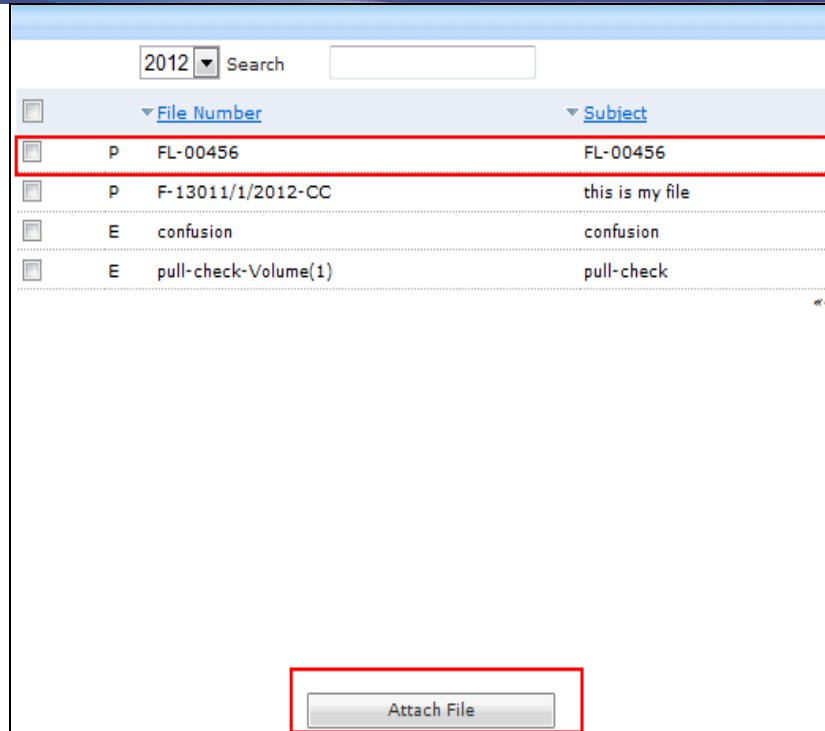 2012 Search
File Number Subject
P FL-00456 FL-00456
P F-13011/1/2012-CC this is my file
E confusion confusion
E pull-check-Volume(1) pull-check
Attach File